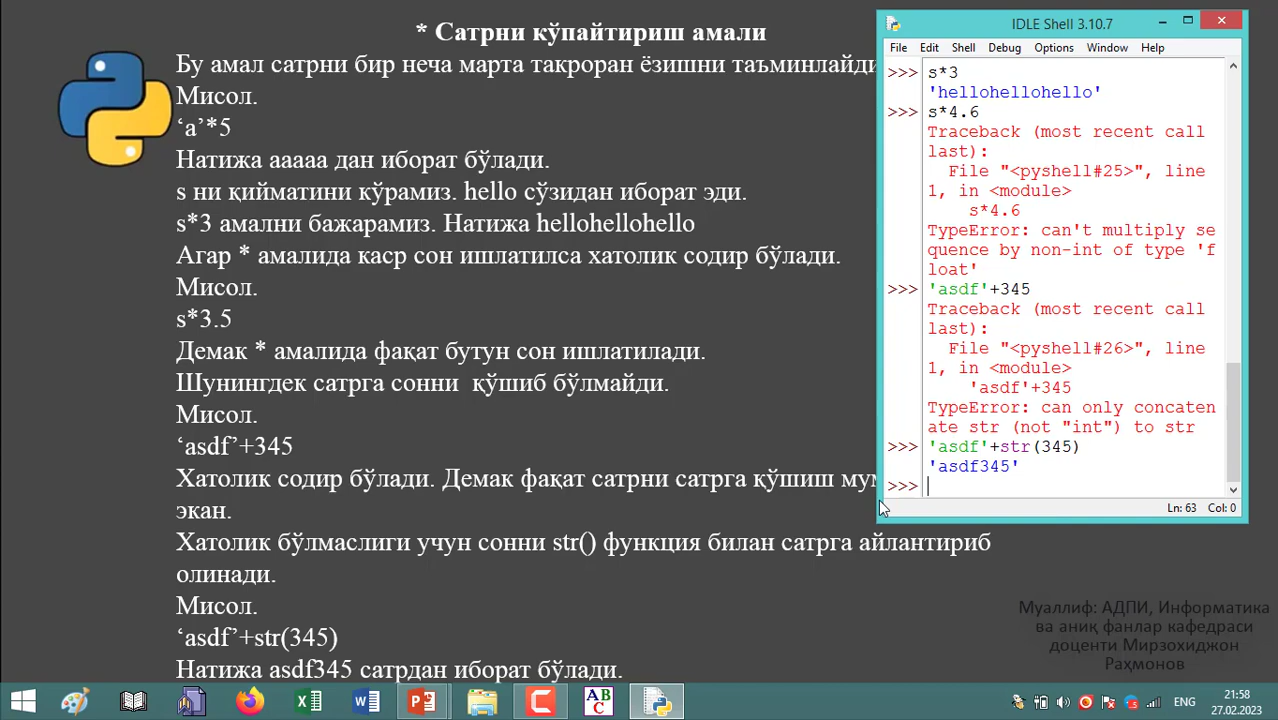 * Сатрни кўпайтириш амали
Бу амал сатрни бир неча марта такроран ёзишни таъминлайди
Мисол.
‘a’*5
Натижа ааааа дан иборат бўлади.
s ни қийматини кўрамиз. hello сўзидан иборат эди.
s*3 амални бажарамиз. Натижа hellohellohello
Агар * амалида каср сон ишлатилса хатолик содир бўлади.
Мисол.
s*3.5
Демак * амалида фақат бутун сон ишлатилади.
Шунингдек сатрга сонни  қўшиб бўлмайди.
Мисол.
‘asdf’+345
Хатолик содир бўлади. Демак фақат сатрни сатрга қўшиш
экан.
Хатолик бўлмаслиги учун сонни str() функция билан сатрга айлантириб
олинади.
Мисол.
‘asdf’+str(345)
Натижа asdf345 сатрдан иборат бўлади.
IDLE Shell 3.10.7
File Edit Shell Debug Options Window Help
>>> s*3
'hellohellohello'
>>> s*4.6
Traceback (most recent call
last):
File "<pyshell#25>", line
1, in <module>
s*4.6
TypeError: can't multiply se
quence by non-int of type 'f
loat'
>>> 'asdf'+345
Traceback (most recent call
last):
File "<pyshell#26>", line
1, in <module>
'asdf'+345
TypeError: can only concaten
ate str (not "int") to str
>>> 'asdf'+str(345)
'asdf345'
>>>
Ln: 63 Col: 0
Муаллиф: АДПИ, Информатика
ва аниқ фанлар кафедраси
доценти Мирзохиджон
Раҳмонов
ABC
ENG
21:58
27.02.2023